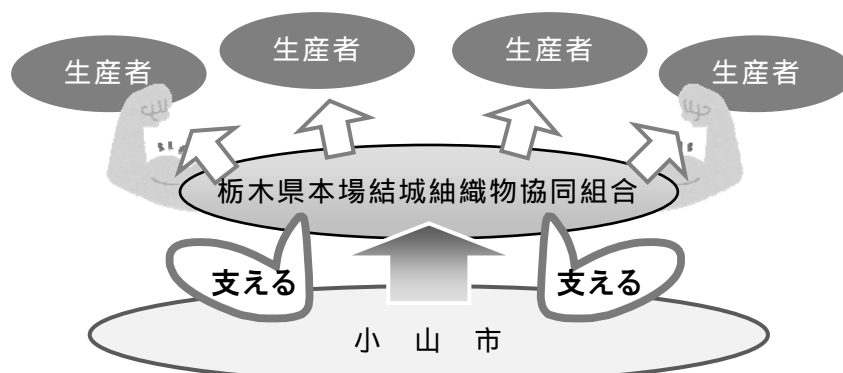 生産者
生産者
生産者
生産者
栃木県本場結城紬織物協同組合
支える
支える
小山市